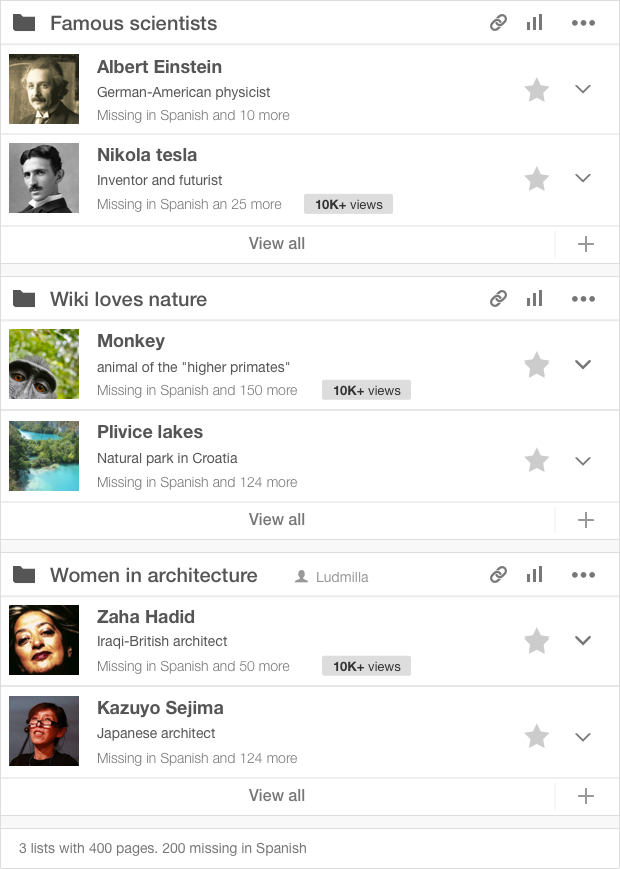 Famous scientists
Albert Einstein
German-American physicist
Missing in Spanish and 10 more
Nikola tesla
Inventor and futurist
Missing in Spanish an 25 more 10K+ views
View all
Wiki loves nature
Monkey
animal of the "higher primates"
Missing in Spanish and 150 more 10K+ views
Plivice lakes
Natural park in Croatia
Missing in Spanish and 124 more
View all
Women in architecture Ludmilla
Zaha Hadid
Iraqi-British architect
Missing in Spanish and 50 more 10K+ views
Kazuyo Sejima
Japanese architect
Missing in Spanish and 124 more
View all
3 lists with 400 pages. 200 missing in Spanish